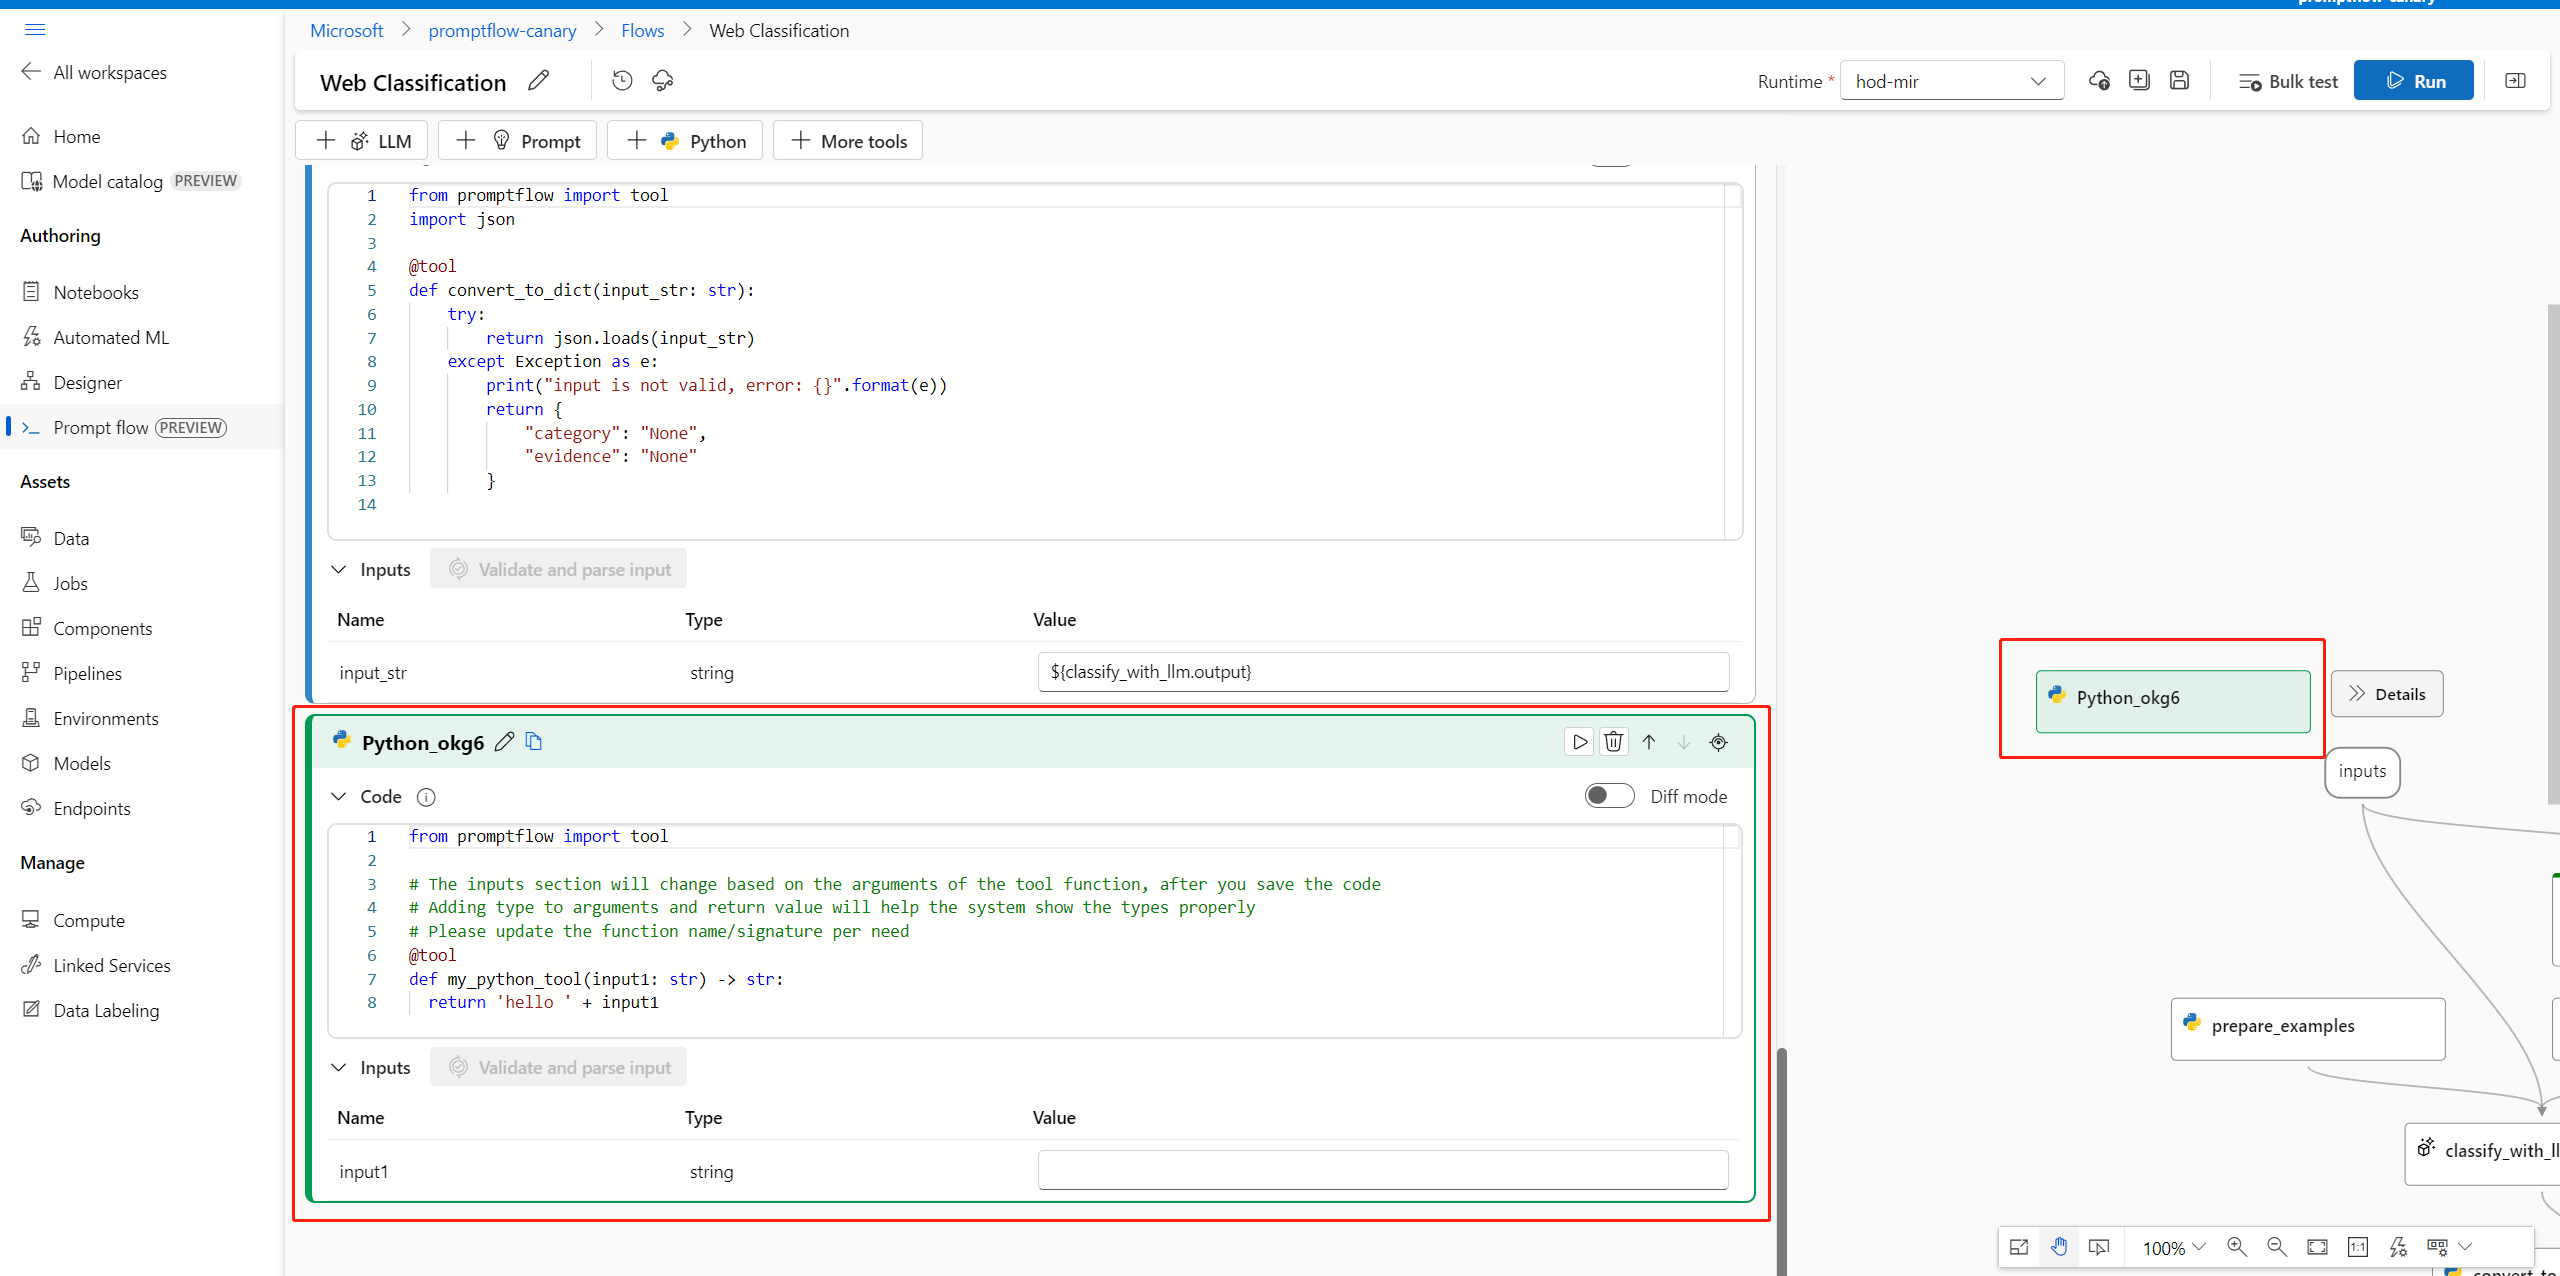 promptflow-canary
Microsoft > promptflow-canary > Flows > Web Classification
All workspaces
Home
Model catalog PREVIEW
Authoring
Notebooks
Automated ML
Designer
Prompt flow PREVIEW
Assets
Data
Jobs
Components
Pipelines
Environments
Models
Endpoints
Manage
Compute
Linked Services
Data Labeling
Web Classification
Runtime * hod-mir
Bulk test
Run
+ LLM
+ Prompt
+ Python
+ More tools
1 from promptflow import tool
2 import json
3
4 @tool
5 def convert_to_dict(input_str: str):
6 try:
7 return json.loads(input_str)
8 except Exception as e:
9 print("input is not valid, error: {}".format(e))
10 return {
11 "category": "None",
12 "evidence": "None"
13 }
14
Inputs Validate and parse input
Name Type Value
input_str string ${classify_with_llm.output}
Python_okg6
Code Diff mode
1 from promptflow import tool
2
3 # The inputs section will change based on the arguments of the tool function, after you save the code
4 # Adding type to arguments and return value will help the system show the types properly
5 # Please update the function name/signature per need
6 @tool
7 def my_python_tool(input1: str) -> str:
8 return 'hello ' + input1
Inputs Validate and parse input
Name Type Value
input1 string
Python_okg6
Details
inputs
prepare_examples
classify_with_ll
100%
1:1